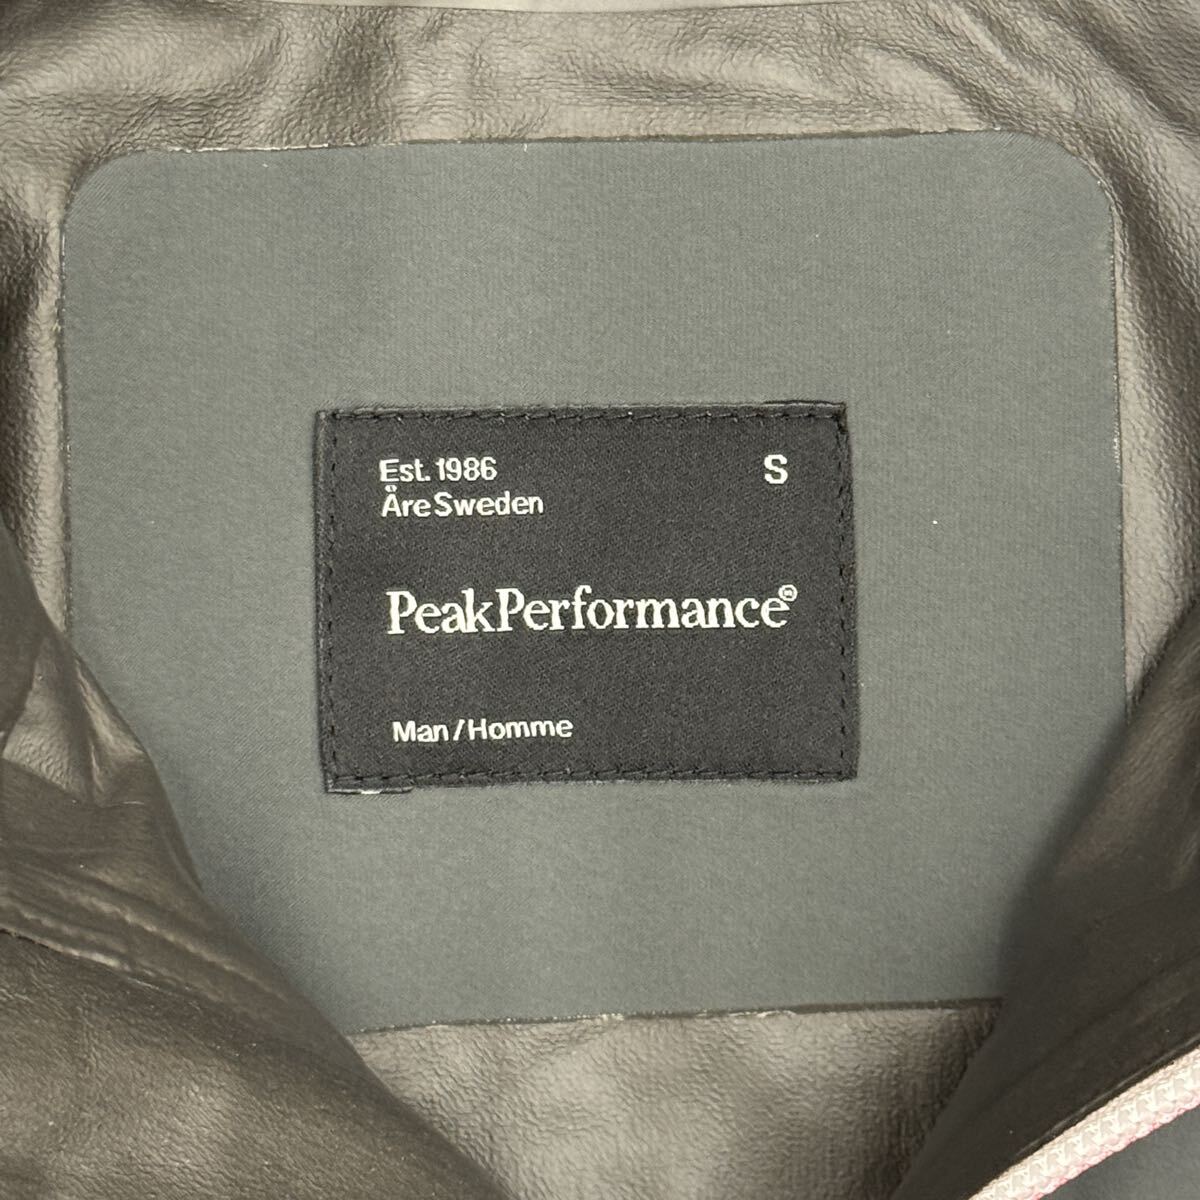 Est. 1986
Åre Sweden
S
PeakPerformance®
Man / Homme